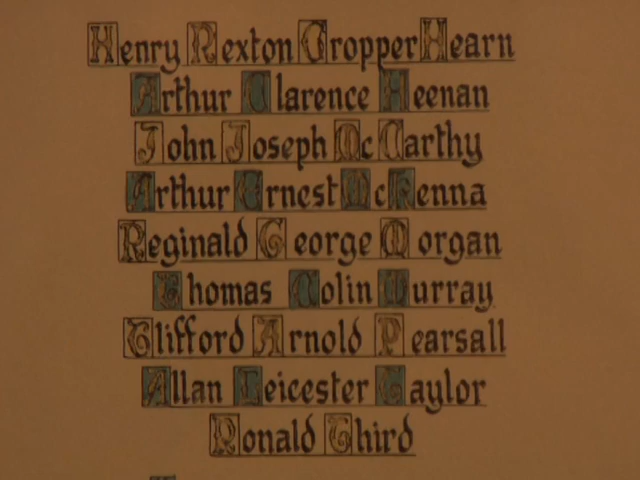 Henry Rexton Cropper Hearn
Arthur Clarence Heenan
John Joseph McCarthy
Arthur Ernest McKenna
Reginald George Morgan
Thomas Colin Murray
Clifford Arnold Pearsall
Allan Leicester Taylor
Ronald Third